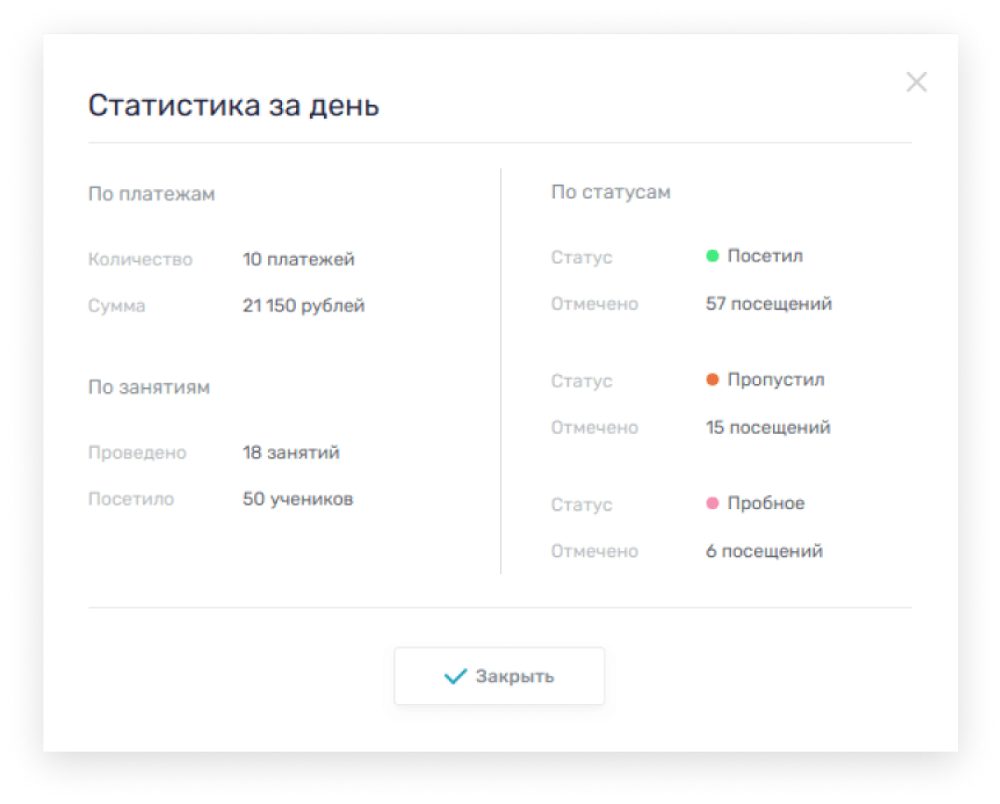 Статистика за день
По платежам
Количество 10 платежей
Сумма 21 150 рублей
По занятиям
Проведено 18 занятий
Посетило 50 учеников
По статусам
Статус Посетил
Отмечено 57 посещений
Статус Пропустил
Отмечено 15 посещений
Статус Пробное
Отмечено 6 посещений
Закрыть